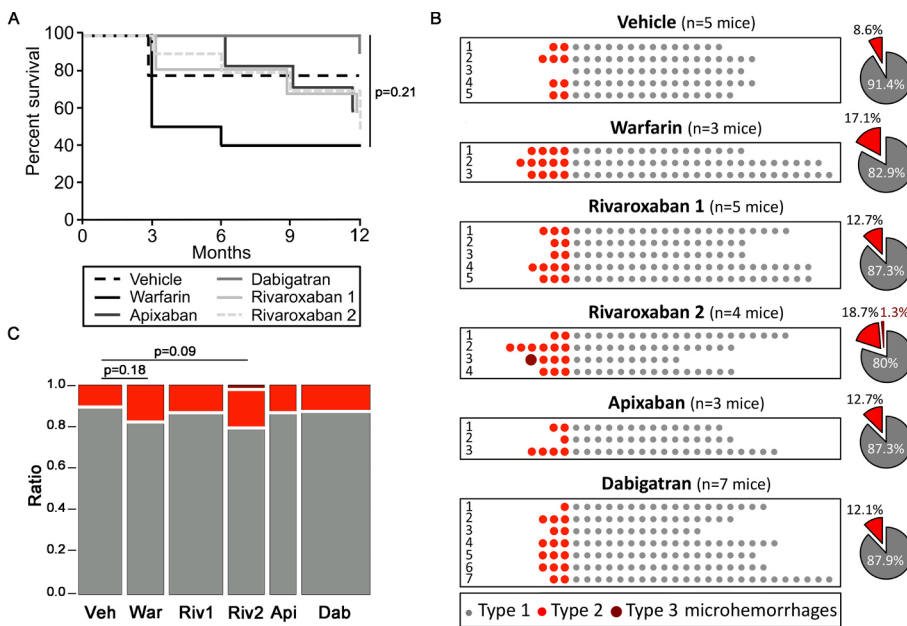 A
Percent survival
100
80
60
40
20
0
0 3 6 9 12
Months
p=0.21
Vehicle
Warfarin
Apixaban
Dabigatran
Rivaroxaban 1
Rivaroxaban 2
C
p=0.09
p=0.18
Ratio
1.0
0.8
0.6
0.4
0.2
0.0
Veh War Riv1 Riv2 Api Dab
B
Vehicle (n=5 mice)
1
2
3
4
5
8.6%
91.4%
Warfarin (n=3 mice)
1
2
3
17.1%
82.9%
Rivaroxaban 1 (n=5 mice)
1
2
3
4
5
12.7%
87.3%
Rivaroxaban 2 (n=4 mice)
1
2
3
4
18.7% 1.3%
80%
Apixaban (n=3 mice)
1
2
3
12.7%
87.3%
Dabigatran (n=7 mice)
1
2
3
4
5
6
7
12.1%
87.9%
Type 1 Type 2 Type 3 microhemorrhages